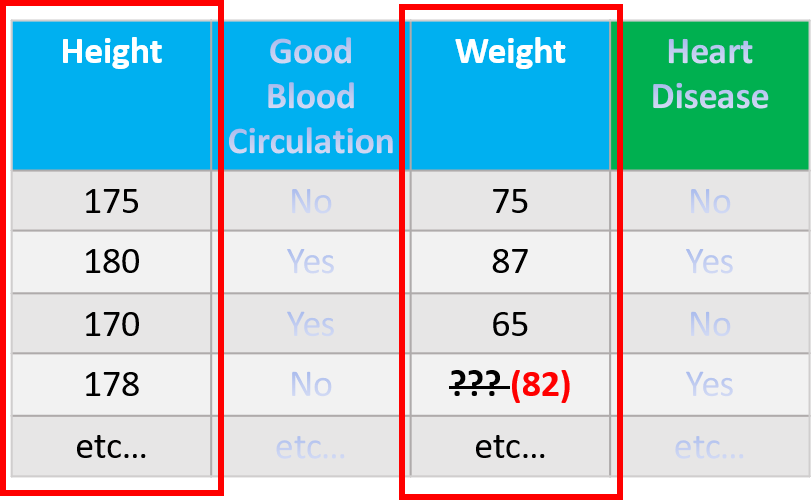 Height Good Blood Circulation Weight Heart Disease
175 No 75 No
180 Yes 87 Yes
170 Yes 65 No
178 No ??? (82) Yes
etc... etc... etc... etc...